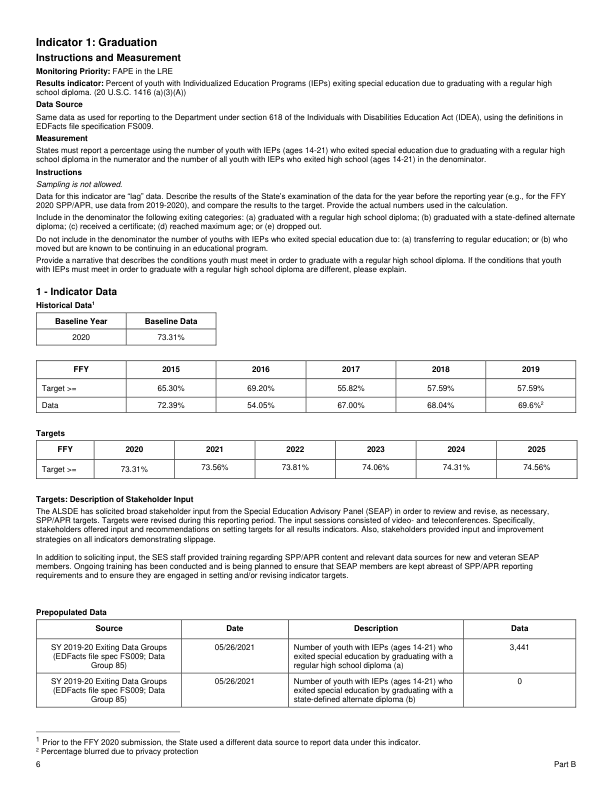 Indicator 1: Graduation
Instructions and Measurement
Monitoring Priority: FAPE in the LRE
Results indicator: Percent of youth with Individualized Education Programs (IEPs) exiting special education due to graduating with a regular high
school diploma. (20 U.S.C. 1416 (a)(3)(A))
Data Source
Same data as used for reporting to the Department under section 618 of the Individuals with Disabilities Education Act (IDEA), using the definitions in
EDFacts file specification FS009.
Measurement
States must report a percentage using the number of youth with IEPs (ages 14-21) who exited special education due to graduating with a regular high
school diploma in the numerator and the number of all youth with IEPs who exited high school (ages 14-21) in the denominator.
Instructions
Sampling is not allowed.
Data for this indicator are “lag” data. Describe the results of the State’s examination of the data for the year before the reporting year (e.g., for the FFY
2020 SPP/APR, use data from 2019-2020), and compare the results to the target. Provide the actual numbers used in the calculation.
Include in the denominator the following exiting categories: (a) graduated with a regular high school diploma; (b) graduated with a state-defined alternate
diploma; (c) received a certificate; (d) reached maximum age; or (e) dropped out.
Do not include in the denominator the number of youths with IEPs who exited special education due to: (a) transferring to regular education; or (b) who
moved but are known to be continuing in an educational program.
Provide a narrative that describes the conditions youth must meet in order to graduate with a regular high school diploma. If the conditions that youth
with IEPs must meet in order to graduate with a regular high school diploma are different, please explain.
1 - Indicator Data
Historical Data1
Baseline Year Baseline Data
2020 73.31%
FFY 2015 2016 2017 2018 2019
Target >= 65.30% 69.20% 55.82% 57.59% 57.59%
Data 72.39% 54.05% 67.00% 68.04% 69.6%2
Targets
FFY 2020 2021 2022 2023 2024 2025
Target >= 73.31% 73.56% 73.81% 74.06% 74.31% 74.56%
Targets: Description of Stakeholder Input
The ALSDE has solicited broad stakeholder input from the Special Education Advisory Panel (SEAP) in order to review and revise, as necessary,
SPP/APR targets. Targets were revised during this reporting period. The input sessions consisted of video- and teleconferences. Specifically,
stakeholders offered input and recommendations on setting targets for all results indicators. Also, stakeholders provided input and improvement
strategies on all indicators demonstrating slippage.
In addition to soliciting input, the SES staff provided training regarding SPP/APR content and relevant data sources for new and veteran SEAP
members. Ongoing training has been conducted and is being planned to ensure that SEAP members are kept abreast of SPP/APR reporting
requirements and to ensure they are engaged in setting and/or revising indicator targets.
Prepopulated Data
Source Date Description Data
SY 2019-20 Exiting Data Groups 05/26/2021 Number of youth with IEPs (ages 14-21) who 3,441
(EDFacts file spec FS009; Data exited special education by graduating with a
Group 85) regular high school diploma (a)
SY 2019-20 Exiting Data Groups 05/26/2021 Number of youth with IEPs (ages 14-21) who 0
(EDFacts file spec FS009; Data exited special education by graduating with a
Group 85) state-defined alternate diploma (b)
1 Prior to the FFY 2020 submission, the State used a different data source to report data under this indicator.
2 Percentage blurred due to privacy protection
6 Part B